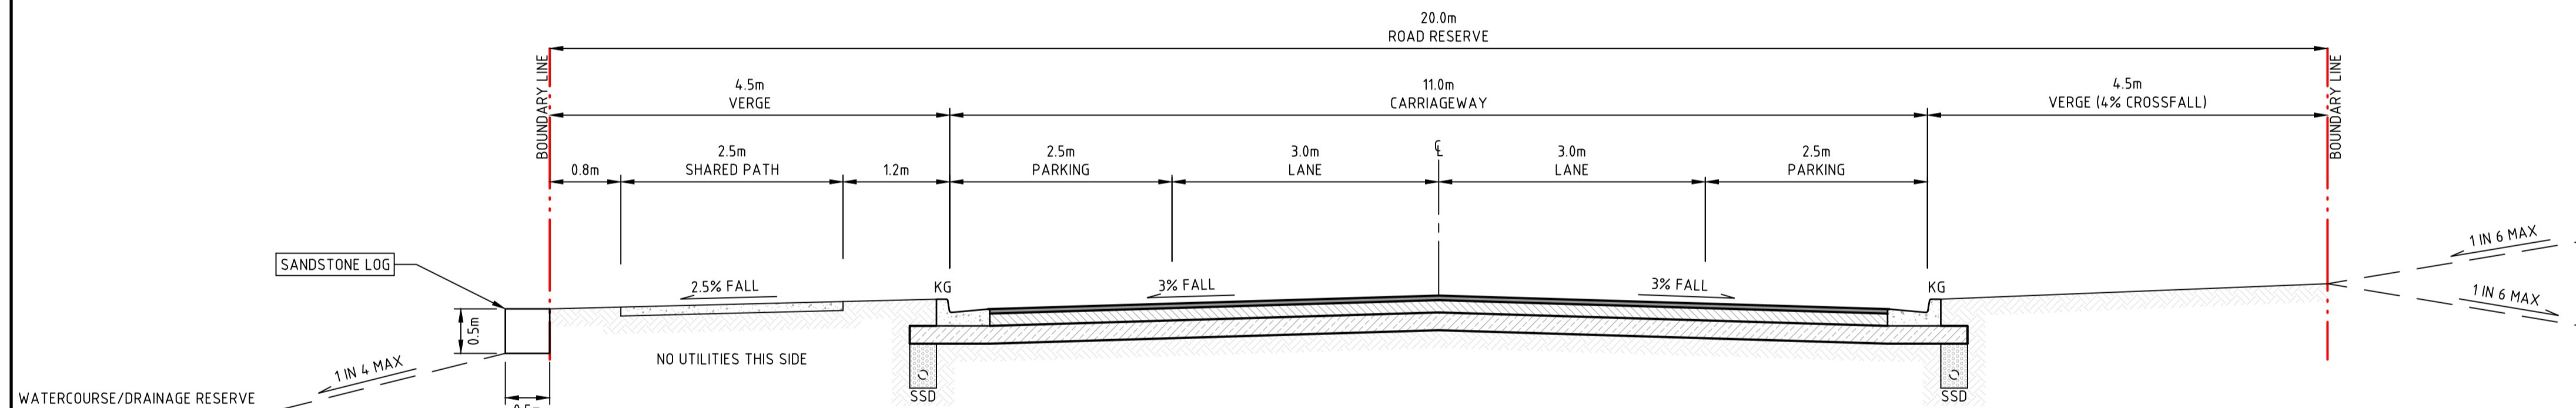 20.0m
ROAD RESERVE
BOUNDARY LINE
4.5m
VERGE
11.0m
CARRIAGEWAY
4.5m
VERGE (4% CROSSFALL)
BOUNDARY LINE
0.8m
2.5m
SHARED PATH
1.2m
2.5m
PARKING
3.0m
LANE
℄
3.0m
LANE
2.5m
PARKING
SANDSTONE LOG
2.5% FALL
KG
3% FALL
3% FALL
KG
1 IN 6 MAX
1 IN 6 MAX
0.5m
NO UTILITIES THIS SIDE
1 IN 4 MAX
WATERCOURSE/DRAINAGE RESERVE
SSD
SSD